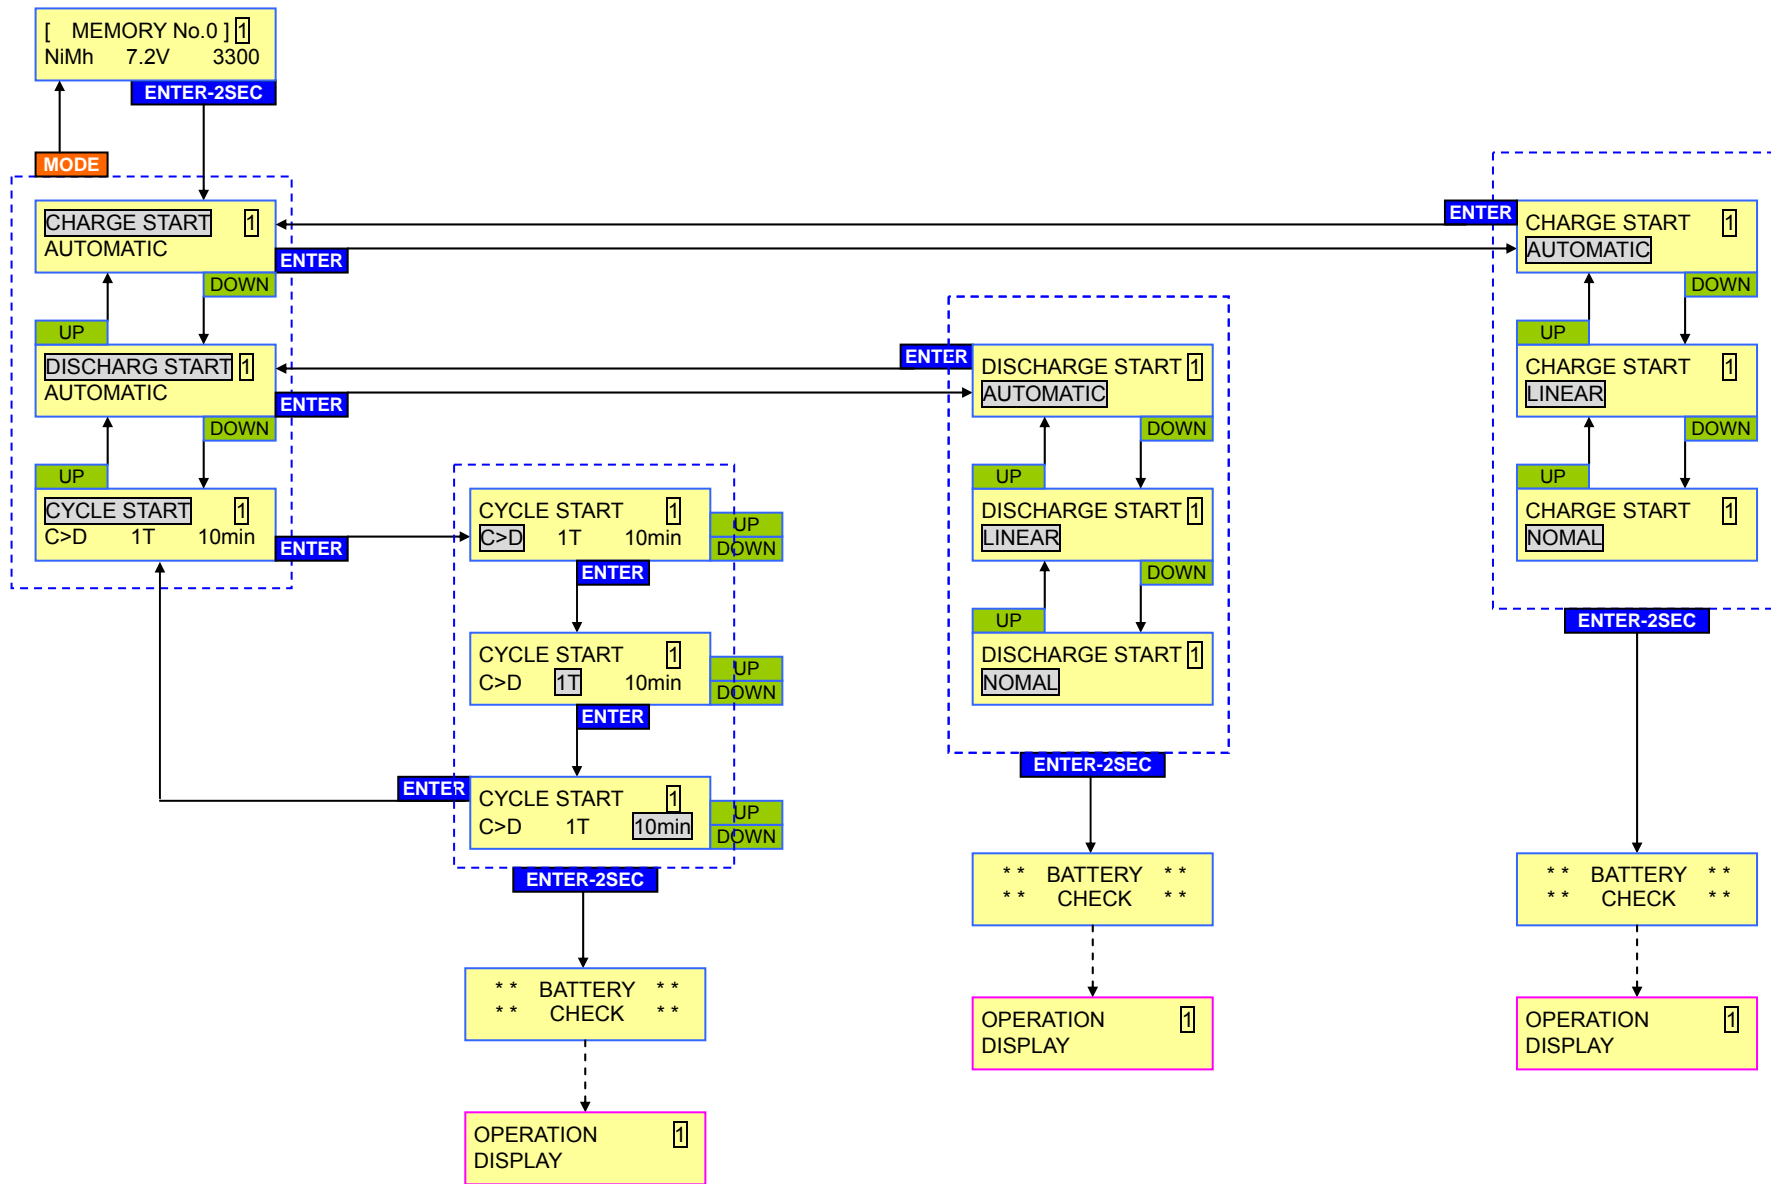 [ MEMORY No.0 ] 1
NiMh 7.2V 3300
ENTER-2SEC
MODE
CHARGE START 1
AUTOMATIC
ENTER
DOWN
UP
DISCHARG START 1
AUTOMATIC
ENTER
DOWN
UP
CYCLE START 1
C>D 1T 10min
ENTER
CYCLE START 1
C>D 1T 10min
UP
DOWN
ENTER
CYCLE START 1
C>D 1T 10min
UP
DOWN
ENTER
ENTER
CYCLE START 1
C>D 1T 10min
UP
DOWN
ENTER-2SEC
* * BATTERY * *
* * CHECK * *
OPERATION 1
DISPLAY
ENTER
DISCHARGE START 1
AUTOMATIC
DOWN
UP
DISCHARGE START 1
LINEAR
DOWN
UP
DISCHARGE START 1
NOMAL
ENTER-2SEC
* * BATTERY * *
* * CHECK * *
OPERATION 1
DISPLAY
ENTER
CHARGE START 1
AUTOMATIC
DOWN
UP
CHARGE START 1
LINEAR
DOWN
UP
CHARGE START 1
NOMAL
ENTER-2SEC
* * BATTERY * *
* * CHECK * *
OPERATION 1
DISPLAY